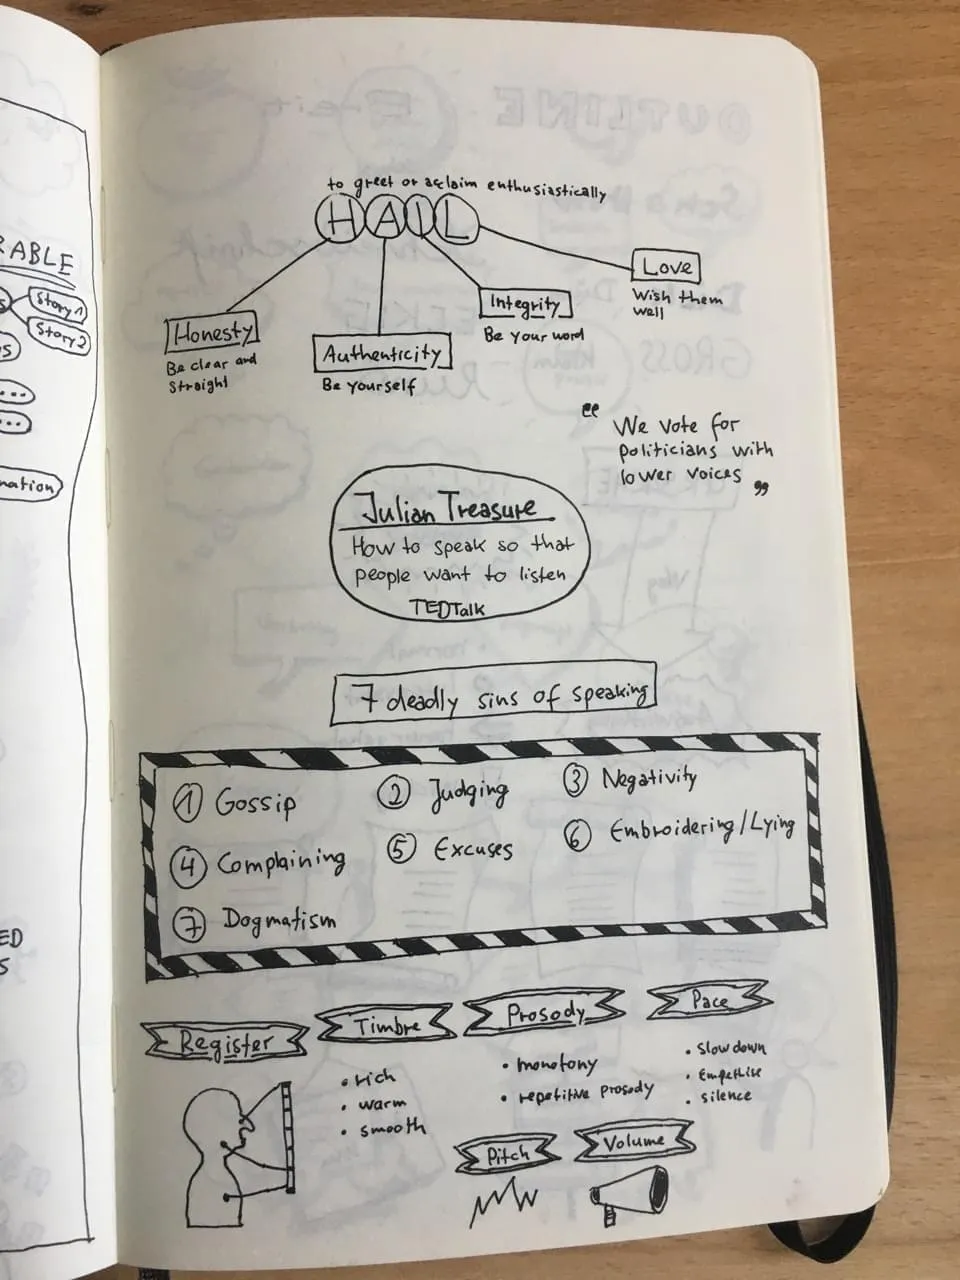 RABLE
Story 1
Story 2
nation
ED
S
to greet or acclaim enthusiastically
HAIL
Honesty
Be clear and
straight
Authenticity
Be yourself
Integrity
Be your word
Love
Wish them
well
"We vote for
politicians with
lower voices"
Julian Treasure
How to speak so that
people want to listen
TEDTalk
7 deadly sins of speaking
1 Gossip
2 Judging
3 Negativity
4 Complaining
5 Excuses
6 Embroidering/Lying
7 Dogmatism
Register
Timbre
• rich
• warm
• smooth
Prosody
• monotony
• repetitive prosody
Pace
• Slow down
• silence
Pitch
Volume